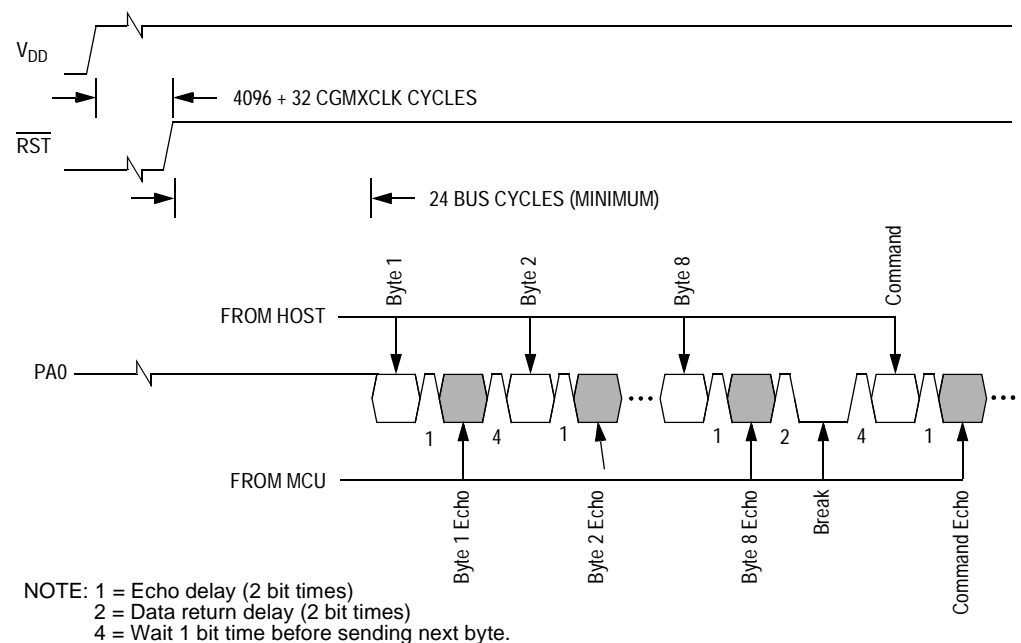 VDD
4096 + 32 CGMXCLK CYCLES
RST
24 BUS CYCLES (MINIMUM)
Byte 1
Byte 2
Byte 8
Command
FROM HOST
PA0
1
4
1
1
2
4
1
FROM MCU
Byte 1 Echo
Byte 2 Echo
Byte 8 Echo
Break
Command Echo
NOTE: 1 = Echo delay (2 bit times)
2 = Data return delay (2 bit times)
4 = Wait 1 bit time before sending next byte.